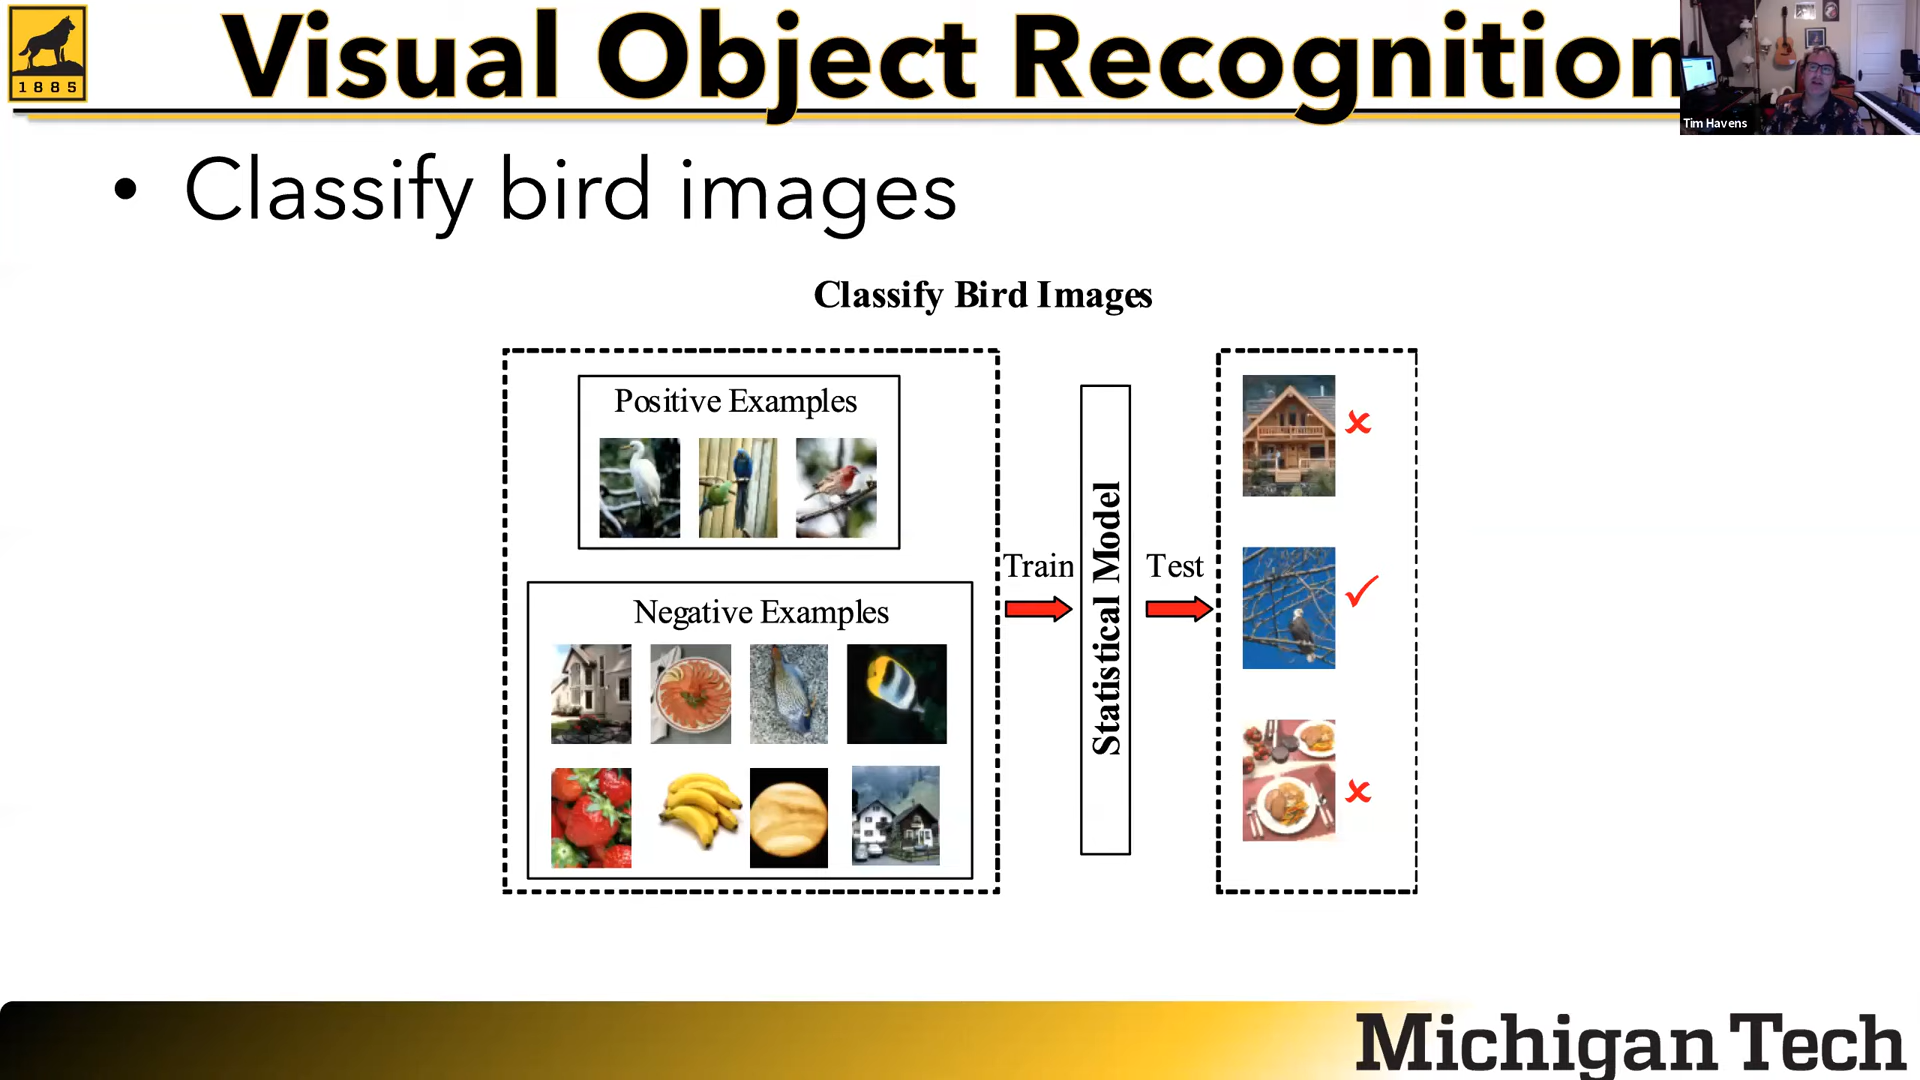 1885
Visual Object Recognition
Tim Havens
• Classify bird images
Classify Bird Images
Positive Examples
Negative Examples
Train
Statistical Model
Test
Michigan Tech